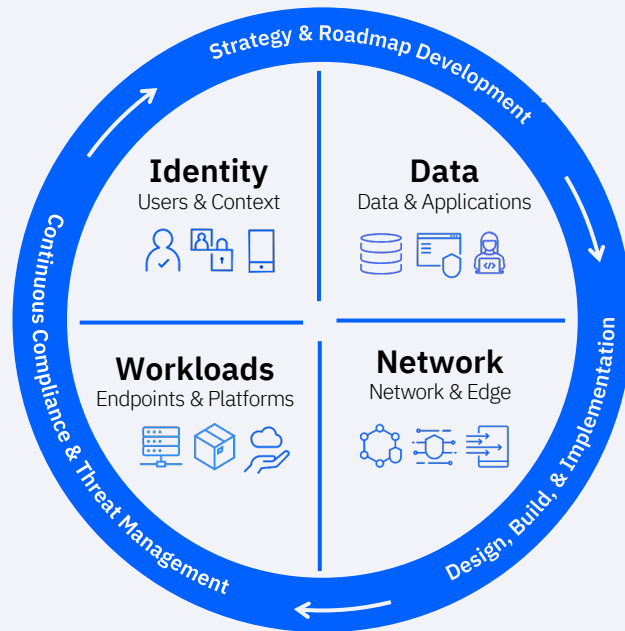 Strategy & Roadmap Development
Identity
Users & Context
Data
Data & Applications
</>
Workloads
Endpoints & Platforms
Network
Network & Edge
Design, Build, & Implementation
Continuous Compliance & Threat Management